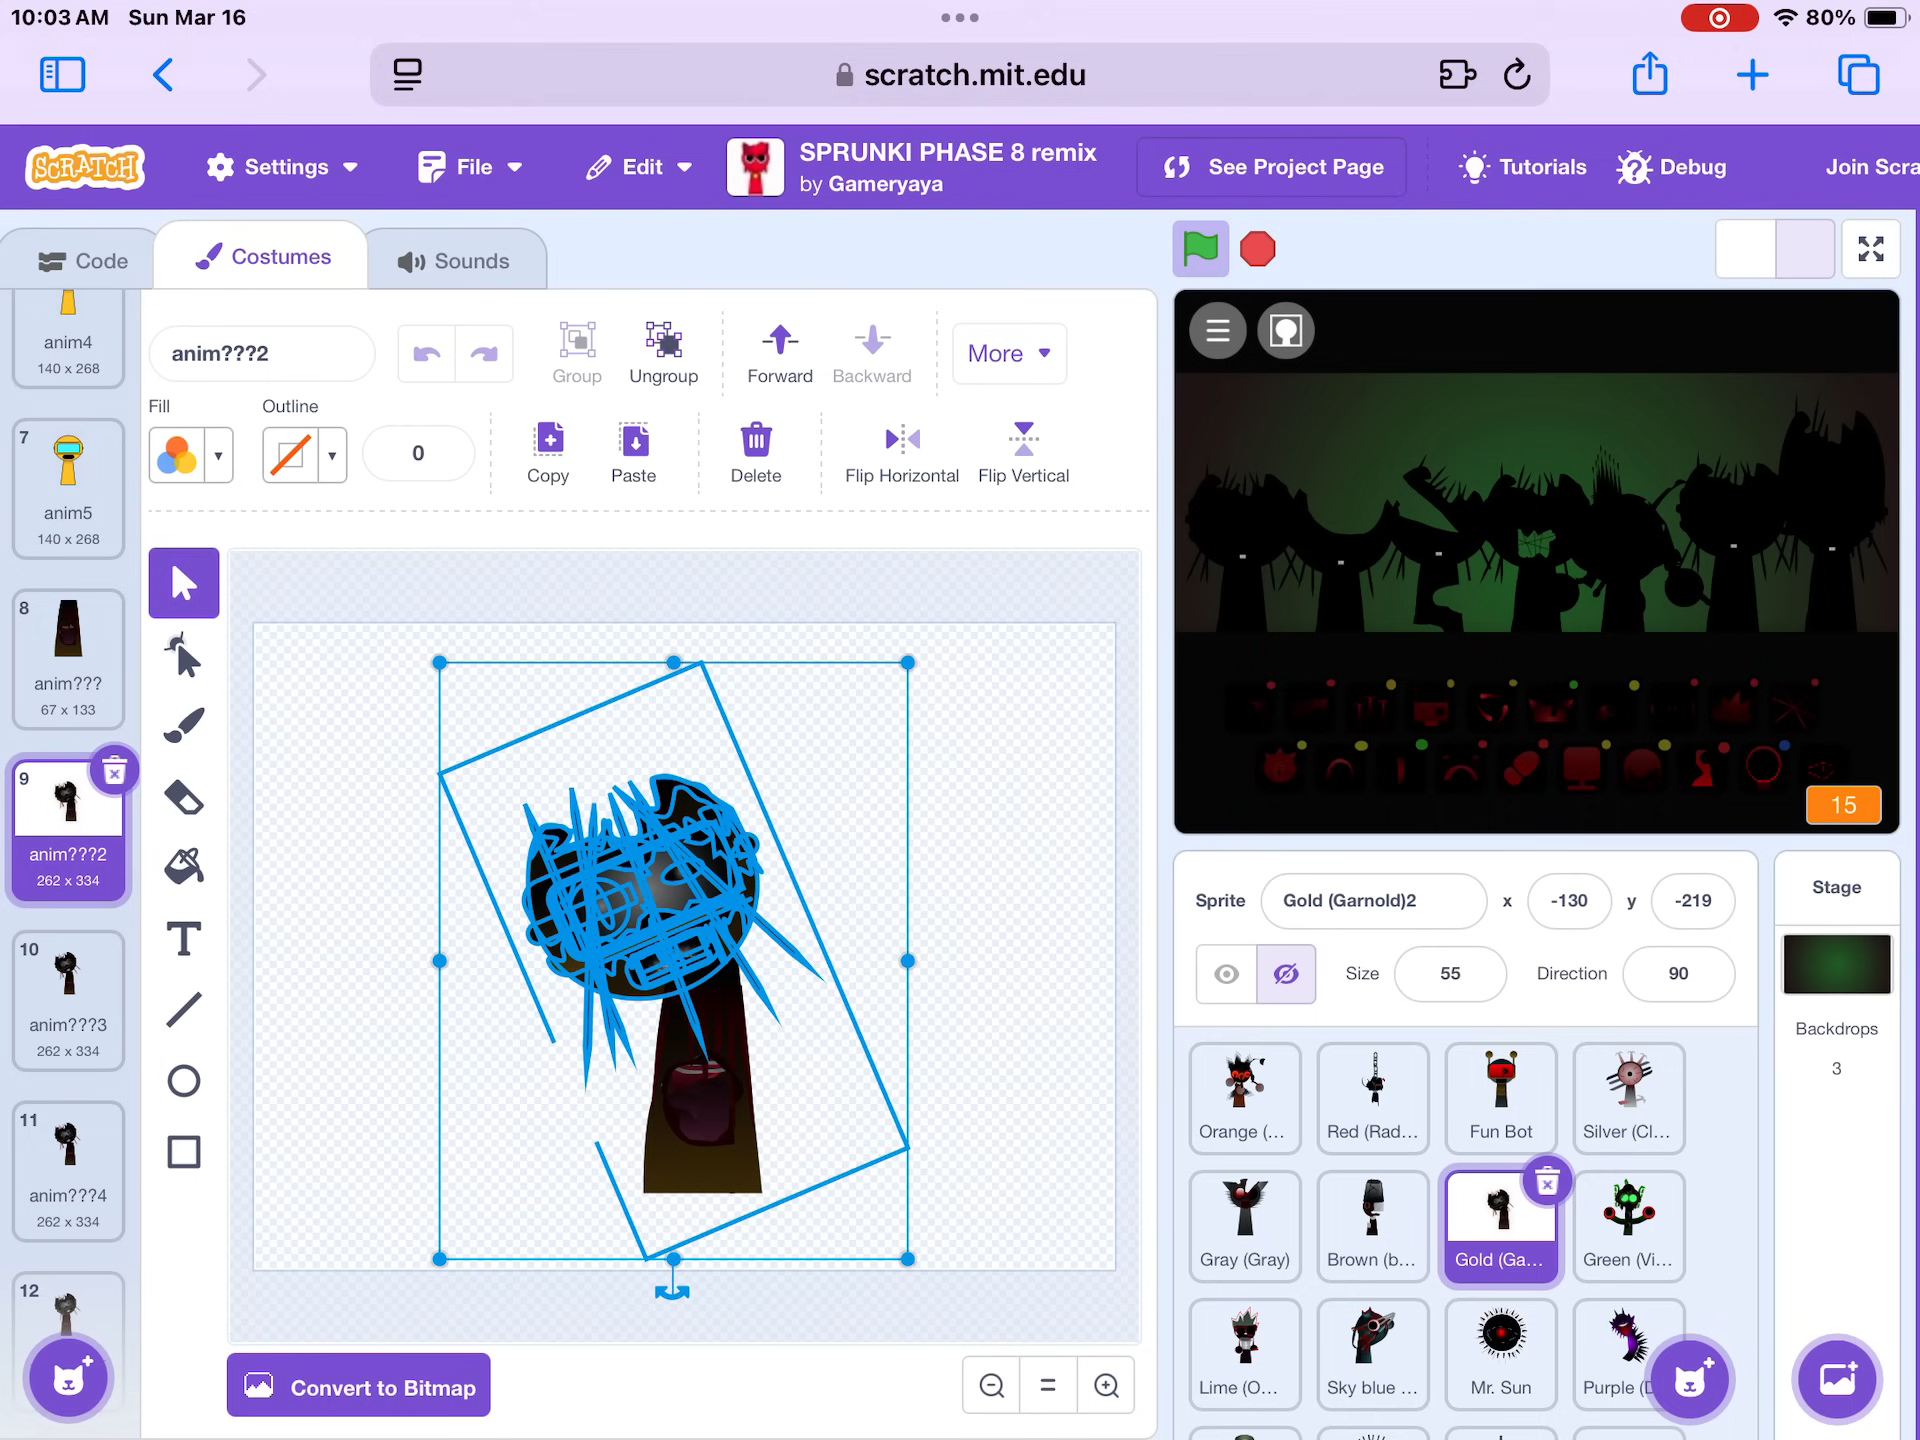 10:03 AM Sun Mar 16
80%
scratch.mit.edu
SCRATCH
Settings
File
Edit
SPRUNKI PHASE 8 remix
by Gameryaya
See Project Page
Tutorials
Debug
Join Scra
Code
Costumes
Sounds
anim4
140 x 268
7
anim5
140 x 268
8
anim???
67 x 133
9
anim???2
262 x 334
10
anim???3
262 x 334
11
anim???4
262 x 334
12
anim???2
Group
Ungroup
Forward
Backward
More
Fill
Outline
0
Copy
Paste
Delete
Flip Horizontal
Flip Vertical
T
Convert to Bitmap
15
Sprite
Gold (Garnold)2
x
-130
y
-219
Size
55
Direction
90
Stage
Backdrops
3
Orange (...
Red (Rad...
Fun Bot
Silver (Cl...
Gray (Gray)
Brown (b...
Gold (Ga...
Green (Vi...
Lime (O...
Sky blue ...
Mr. Sun
Purple (